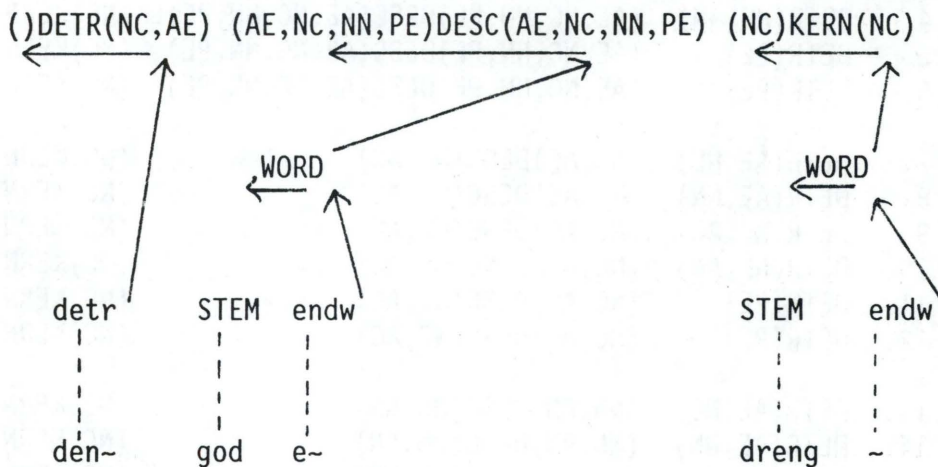 ()DETR(NC,AE) (AE,NC,NN,PE)DESC(AE,NC,NN,PE) (NC)KERN(NC)
WORD WORD
detr STEM endw STEM endw
den~ god e~ dreng ~